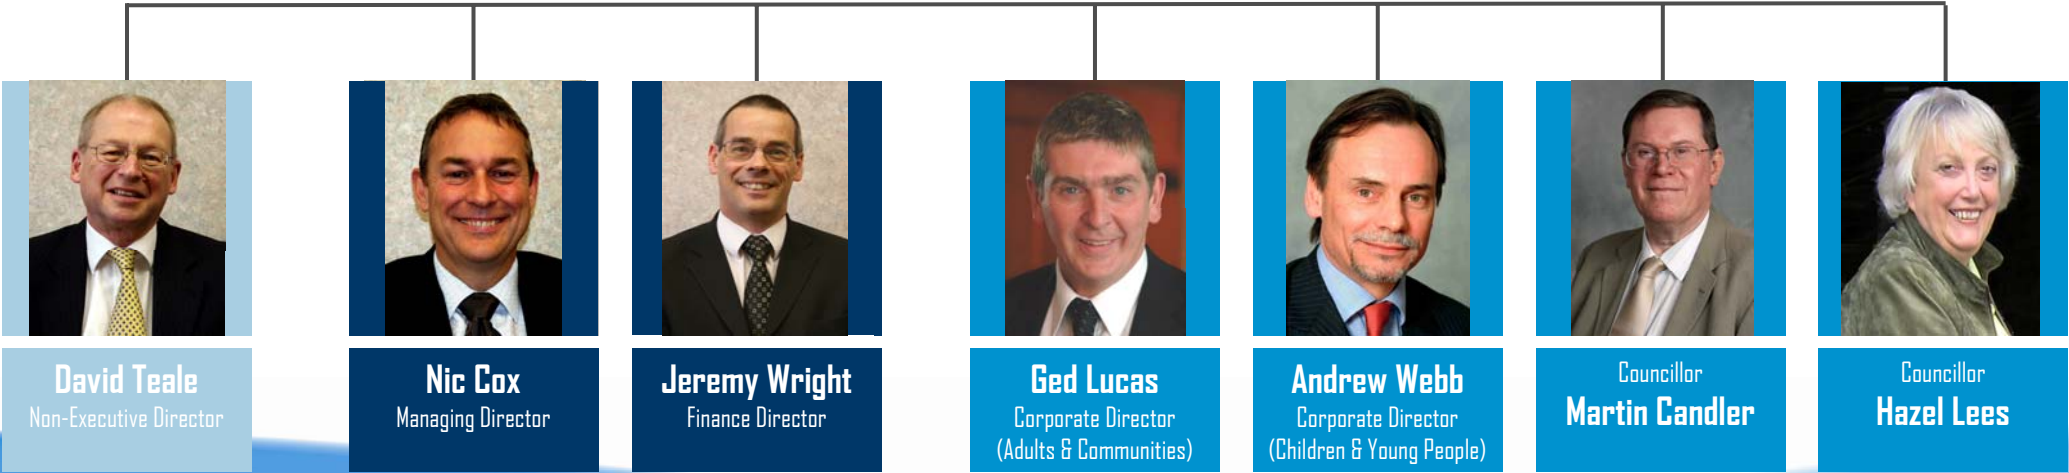 David Teale
Non-Executive Director
Nic Cox
Managing Director
Jeremy Wright
Finance Director
Ged Lucas
Corporate Director
(Adults & Communities)
Andrew Webb
Corporate Director
(Children & Young People)
Councillor
Martin Candler
Councillor
Hazel Lees